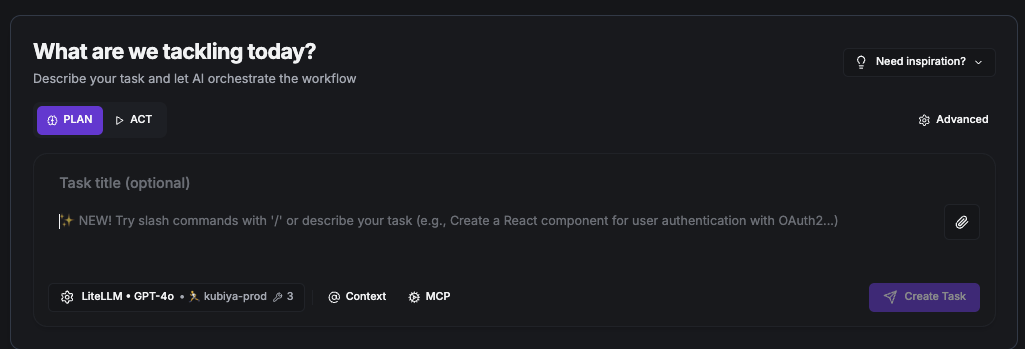 What are we tackling today?
Describe your task and let AI orchestrate the workflow
Need inspiration?
PLAN
ACT
Advanced
Task title (optional)
✨ NEW! Try slash commands with '/' or describe your task (e.g., Create a React component for user authentication with OAuth2...)
LiteLLM • GPT-4o • 🏃 kubiya-prod 3
Context
MCP
Create Task